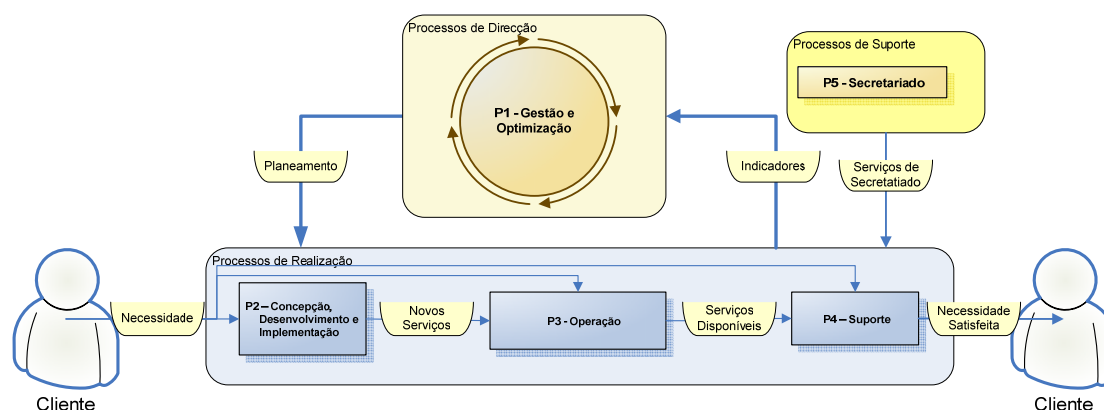 Processos de Direcção
P1 - Gestão e
Optimização
Processos de Suporte
P5 - Secretariado
Planeamento
Indicadores
Serviços de
Secretatiado
Processos de Realização
Necessidade
P2 – Concepção,
Desenvolvimento e
Implementação
Novos
Serviços
P3 - Operação
Serviços
Disponíveis
P4 – Suporte
Necessidade
Satisfeita
Cliente
Cliente